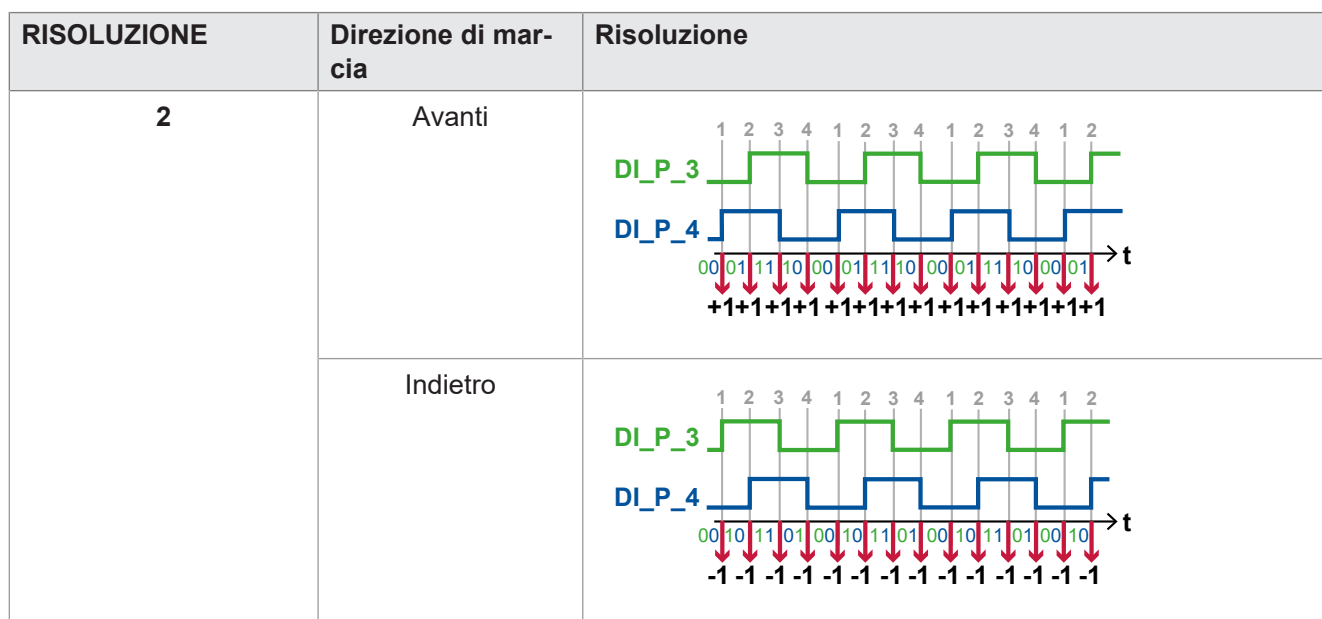 RISOLUZIONE Direzione di mar- Risoluzione
cia
2 Avanti
1 2 3 4 1 2 3 4 1 2 3 4 1 2
DI_P_3
DI_P_4
t
00 01 11 10 00 01 11 10 00 01 11 10 00 01
+1+1+1+1 +1+1+1+1+1+1+1+1+1+1
Indietro
1 2 3 4 1 2 3 4 1 2 3 4 1 2
DI_P_3
DI_P_4
t
00 10 11 01 00 10 11 01 00 10 11 01 00 10
-1 -1 -1 -1 -1 -1 -1 -1 -1 -1 -1 -1 -1 -1